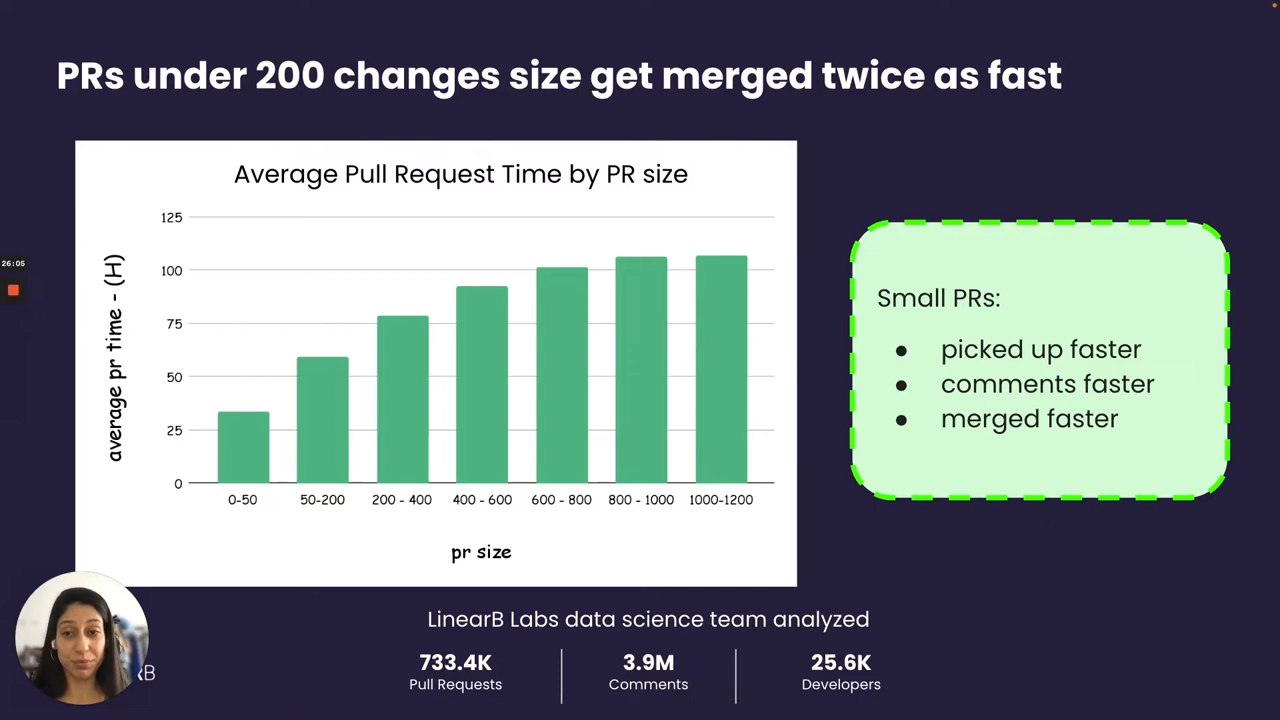 PRs under 200 changes size get merged twice as fast
Average Pull Request Time by PR size
average pr time - (H)
125
100
75
50
25
0
0-50 50-200 200 - 400 400 - 600 600 - 800 800 - 1000 1000-1200
pr size
26:05
Small PRs:
● picked up faster
● comments faster
● merged faster
LinearB Labs data science team analyzed
733.4K 3.9M 25.6K
Pull Requests Comments Developers